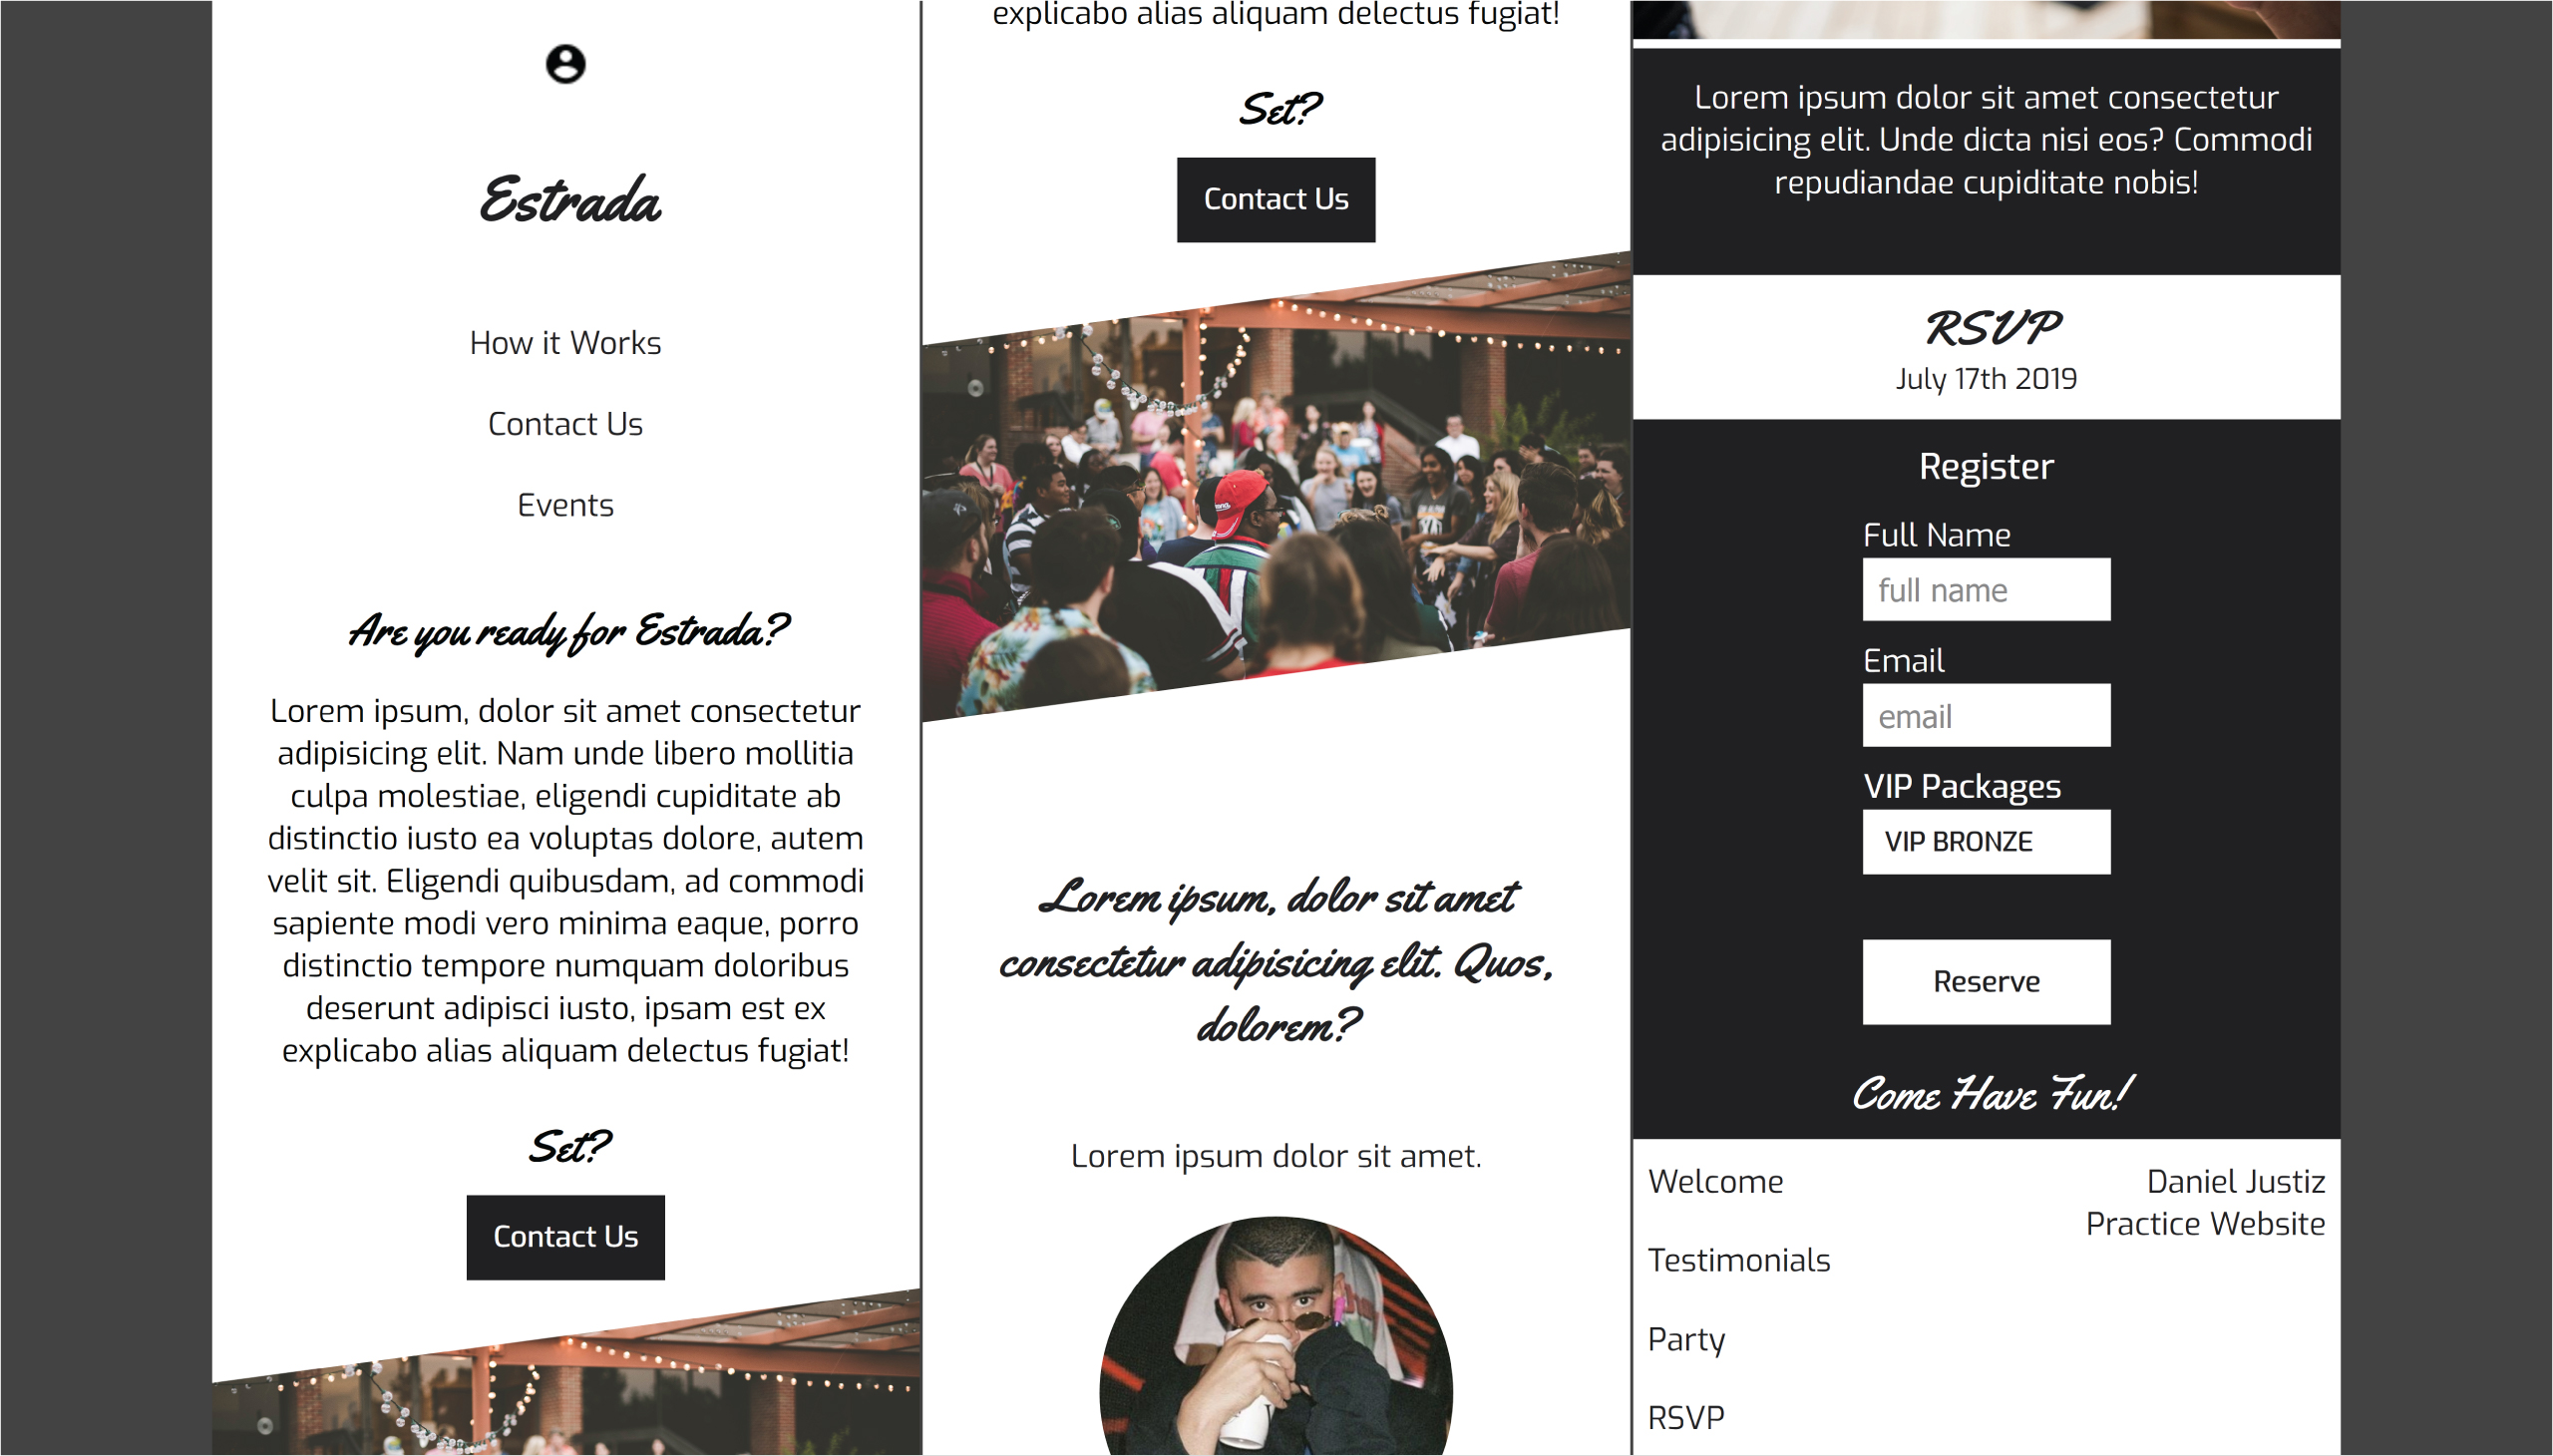 Estrada
How it Works
Contact Us
Events
Are you ready for Estrada?
Lorem ipsum, dolor sit amet consectetur
adipisicing elit. Nam unde libero mollitia
culpa molestiae, eligendi cupiditate ab
distinctio iusto ea voluptas dolore, autem
velit sit. Eligendi quibusdam, ad commodi
sapiente modi vero minima eaque, porro
distinctio tempore numquam doloribus
deserunt adipisci iusto, ipsam est ex
explicabo alias aliquam delectus fugiat!
Set?
Contact Us
explicabo alias aliquam delectus fugiat!
Set?
Contact Us
Lorem ipsum, dolor sit amet
consectetur adipisicing elit. Quos,
dolorem?
Lorem ipsum dolor sit amet.
Lorem ipsum dolor sit amet consectetur
adipisicing elit. Unde dicta nisi eos? Commodi
repudiandae cupiditate nobis!
RSVP
July 17th 2019
Register
Full Name
full name
Email
email
VIP Packages
VIP BRONZE
Reserve
Come Have Fun!
Welcome
Testimonials
Party
RSVP
Daniel Justiz
Practice Website